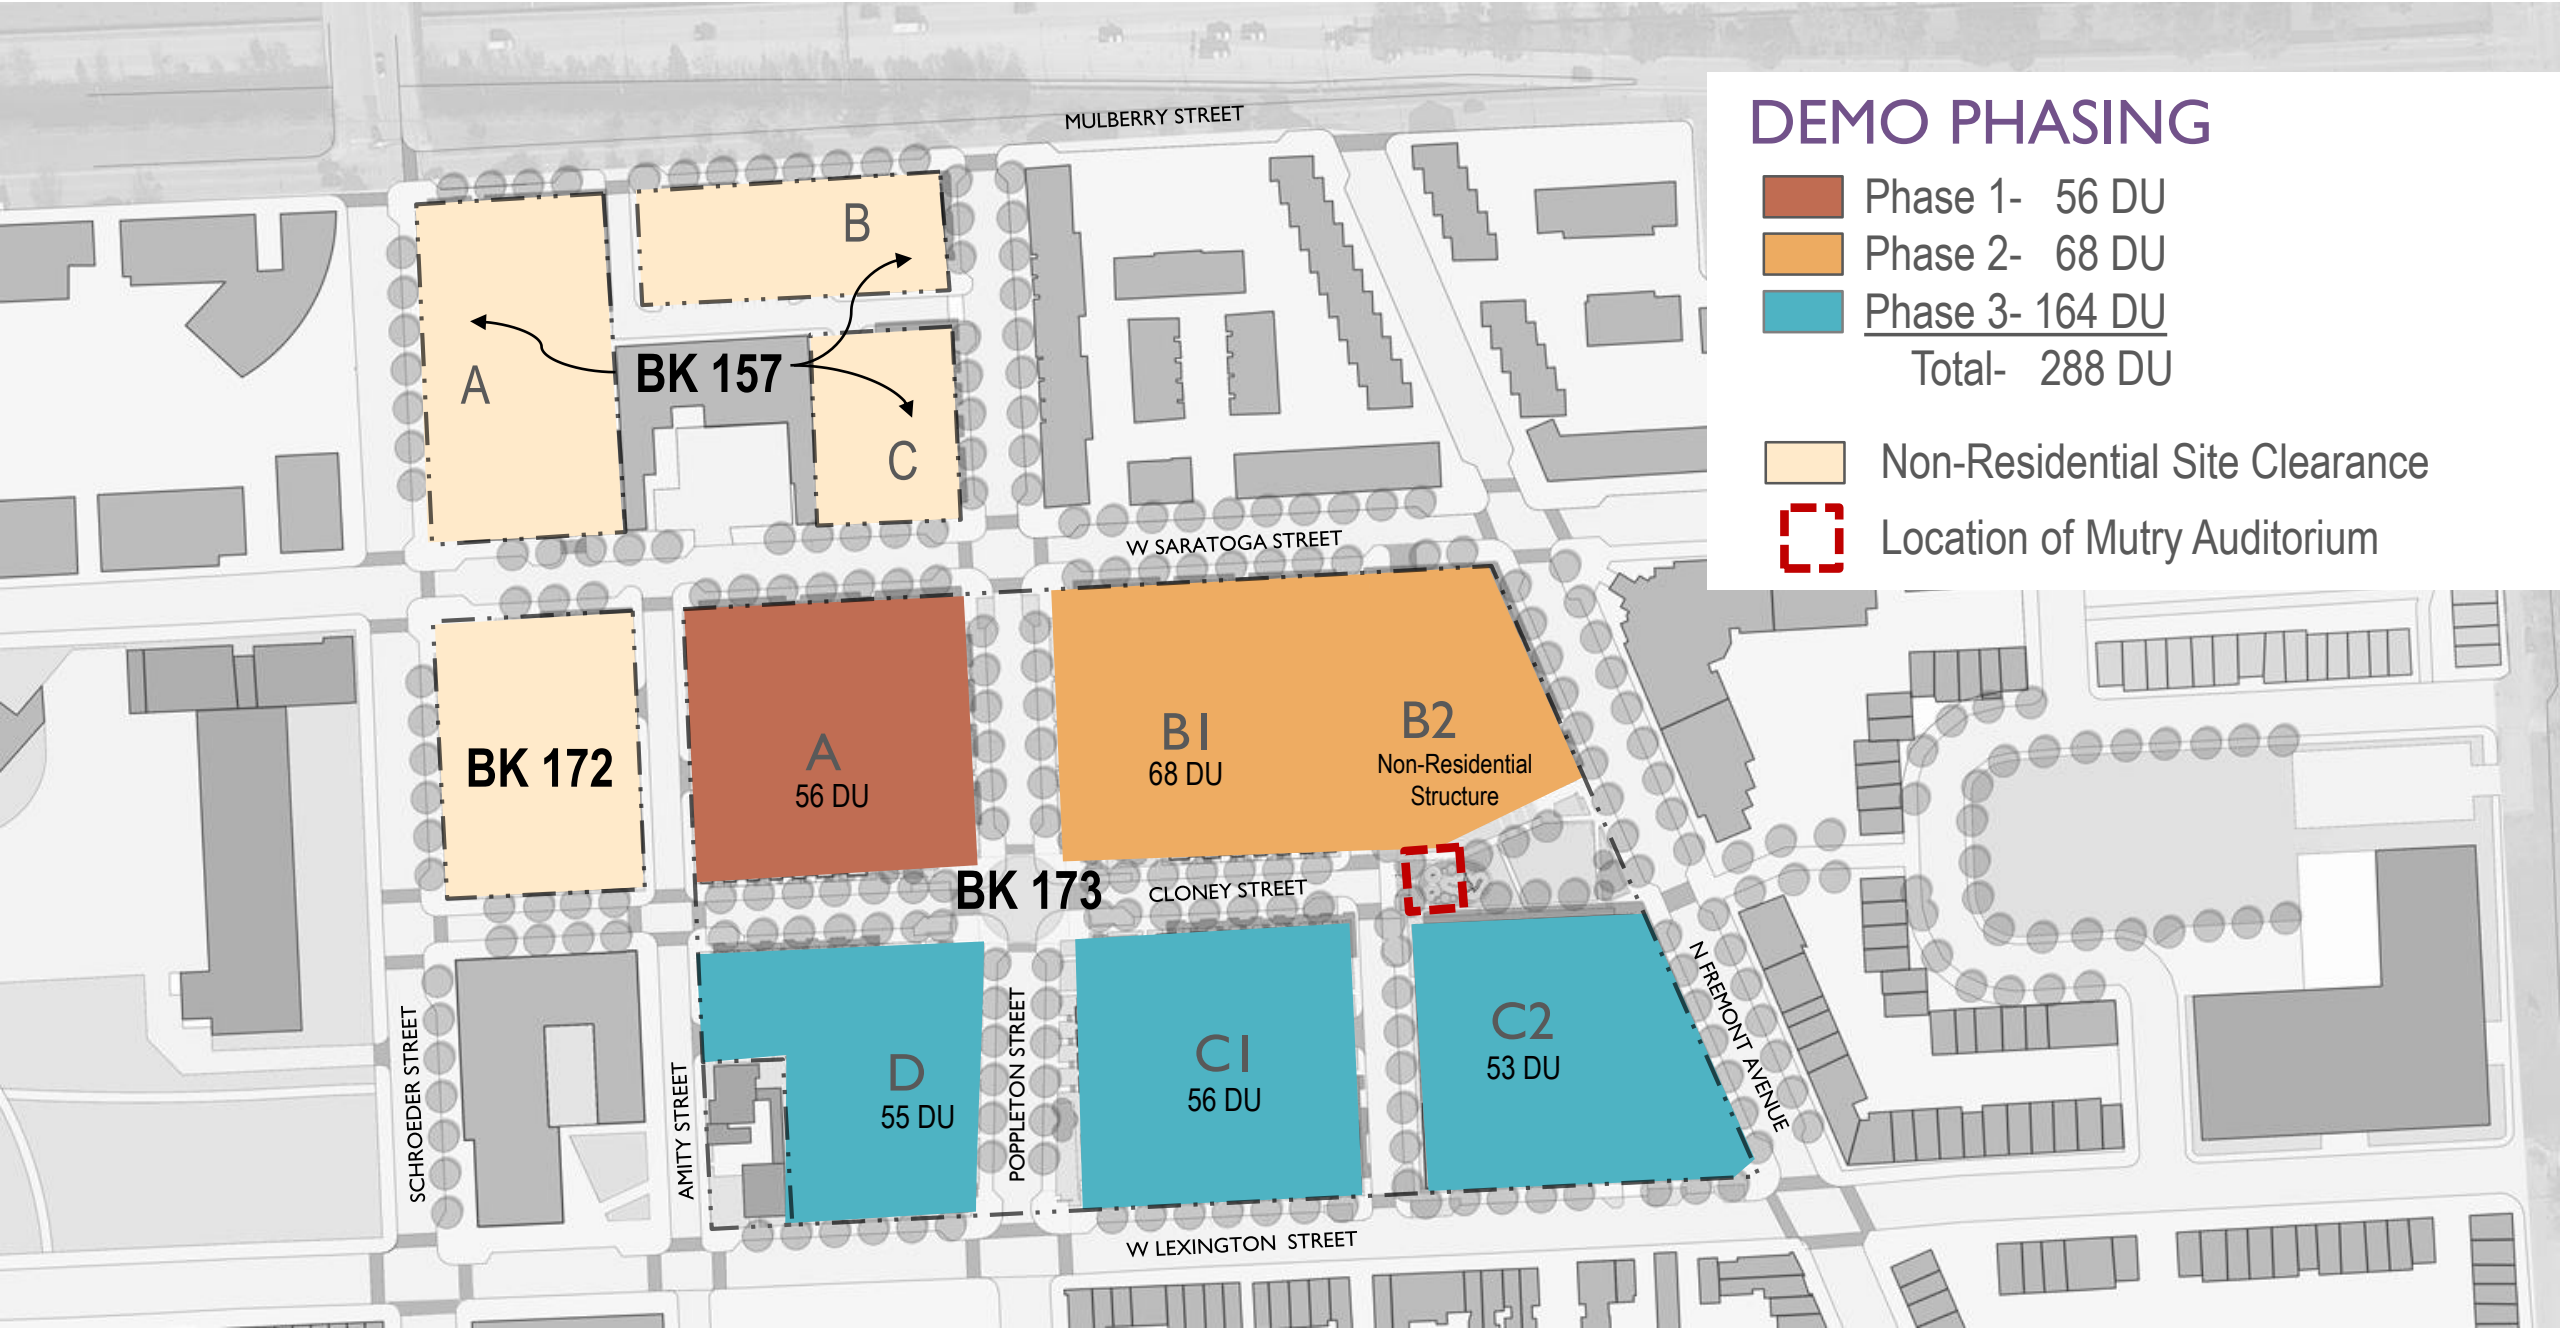 MULBERRY STREET
DEMO PHASING
Phase 1- 56 DU
Phase 2- 68 DU
Phase 3- 164 DU
Total- 288 DU
Non-Residential Site Clearance
Location of Mutry Auditorium
B
A
BK 157
C
W SARATOGA STREET
BK 172
A
56 DU
B1
68 DU
B2
Non-Residential
Structure
BK 173
CLONEY STREET
D
55 DU
C1
56 DU
C2
53 DU
SCHROEDER STREET
AMITY STREET
POPPLETON STREET
N FREMONT AVENUE
W LEXINGTON STREET